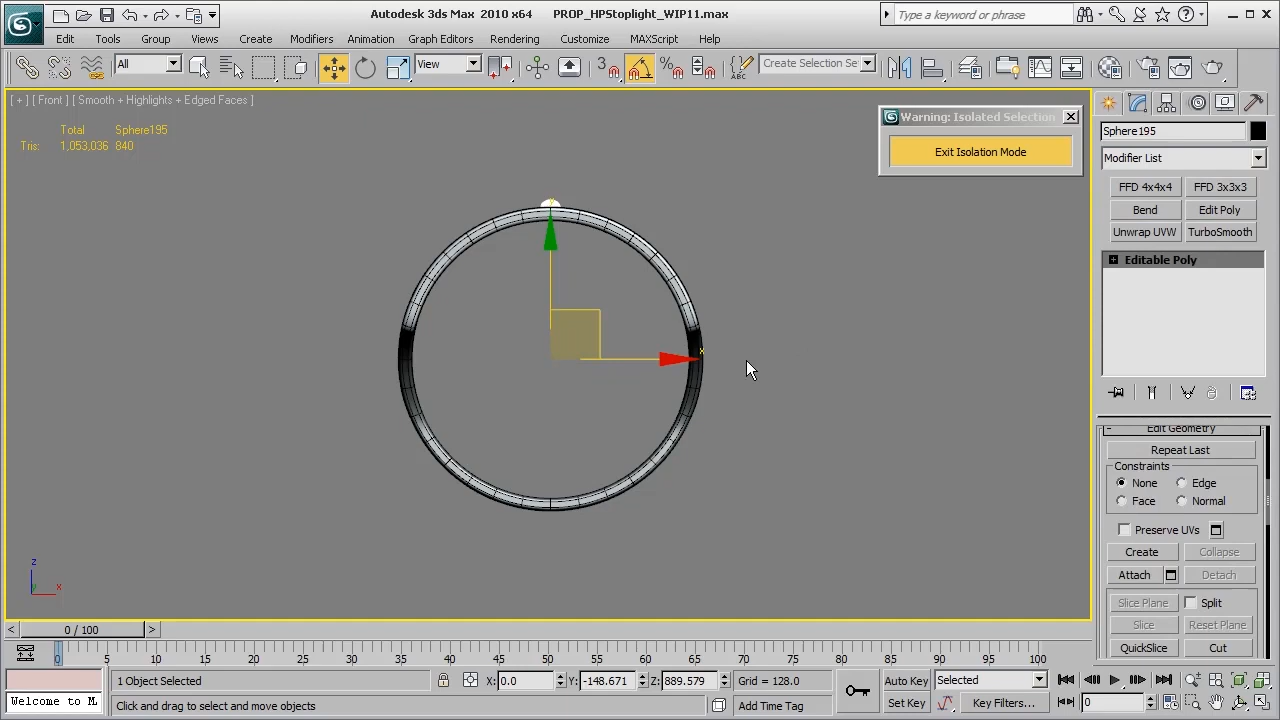 Autodesk 3ds Max 2010 x64 PROP_HPStoplight_WIP11.max
Type a keyword or phrase
Edit Tools Group Views Create Modifiers Animation Graph Editors Rendering Customize MAXScript Help
All View 3 % ABC Create Selection Se
[ + ] [ Front ] [ Smooth + Highlights + Edged Faces ]
Total Sphere195
Tris: 1,053,036 840
Warning: Isolated Selection
Exit Isolation Mode
Sphere195
Modifier List
FFD 4x4x4 FFD 3x3x3
Bend Edit Poly
Unwrap UVW TurboSmooth
Editable Poly
Edit Geometry
Repeat Last
Constraints
None Edge
Face Normal
Preserve UVs
Create Collapse
Attach Detach
Slice Plane Split
Slice Reset Plane
QuickSlice Cut
y
x
z
y x
< 0 / 100 >
0 5 10 15 20 25 30 35 40 45 50 55 60 65 70 75 80 85 90 95 100
1 Object Selected X: 0.0 Y: -148.671 Z: 889.579 Grid = 128.0 Auto Key Selected
Welcome to M Click and drag to select and move objects Add Time Tag Set Key Key Filters... 0